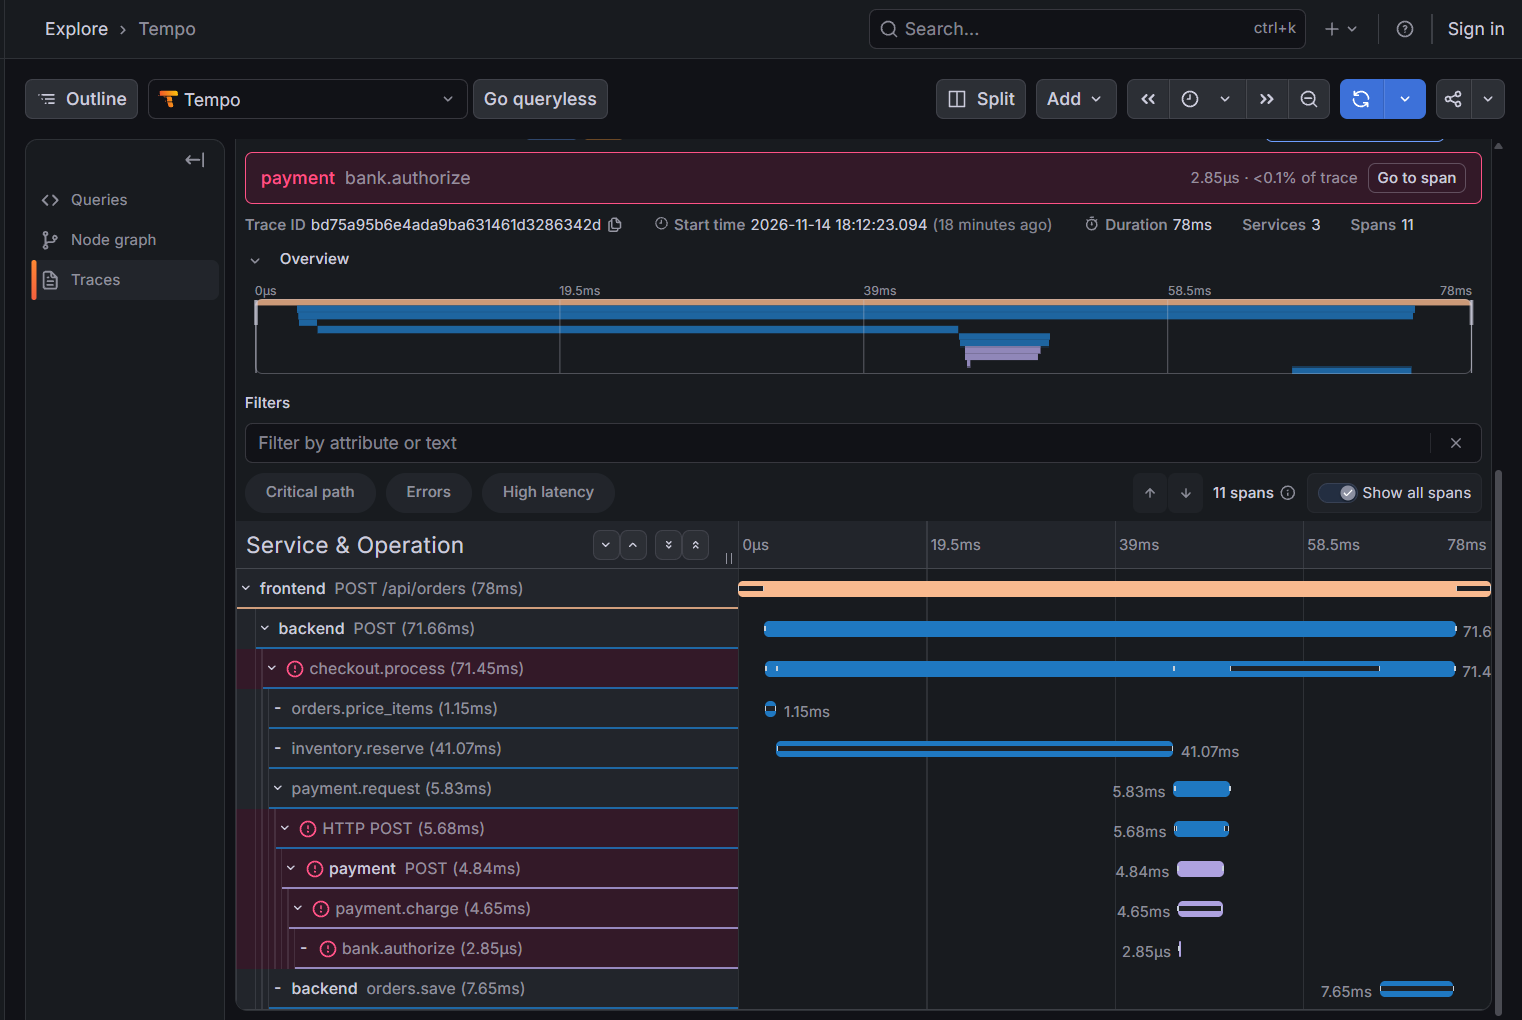 Explore › Tempo
Search... ctrl+k
Sign in
Outline
Tempo
Go queryless
Split
Add
Queries
Node graph
Traces
payment bank.authorize
2.85µs · <0.1% of trace
Go to span
Trace ID bd75a95b6e4ada9ba631461d3286342d
Start time 2026-11-14 18:12:23.094 (18 minutes ago)
Duration 78ms
Services 3
Spans 11
Overview
0µs 19.5ms 39ms 58.5ms 78ms
Filters
Filter by attribute or text
Critical path
Errors
High latency
11 spans
Show all spans
Service & Operation
0µs 19.5ms 39ms 58.5ms 78ms
frontend POST /api/orders (78ms)
backend POST (71.66ms)
71.6
checkout.process (71.45ms)
71.4
orders.price_items (1.15ms)
1.15ms
inventory.reserve (41.07ms)
41.07ms
payment.request (5.83ms)
5.83ms
HTTP POST (5.68ms)
5.68ms
payment POST (4.84ms)
4.84ms
payment.charge (4.65ms)
4.65ms
bank.authorize (2.85µs)
2.85µs
backend orders.save (7.65ms)
7.65ms